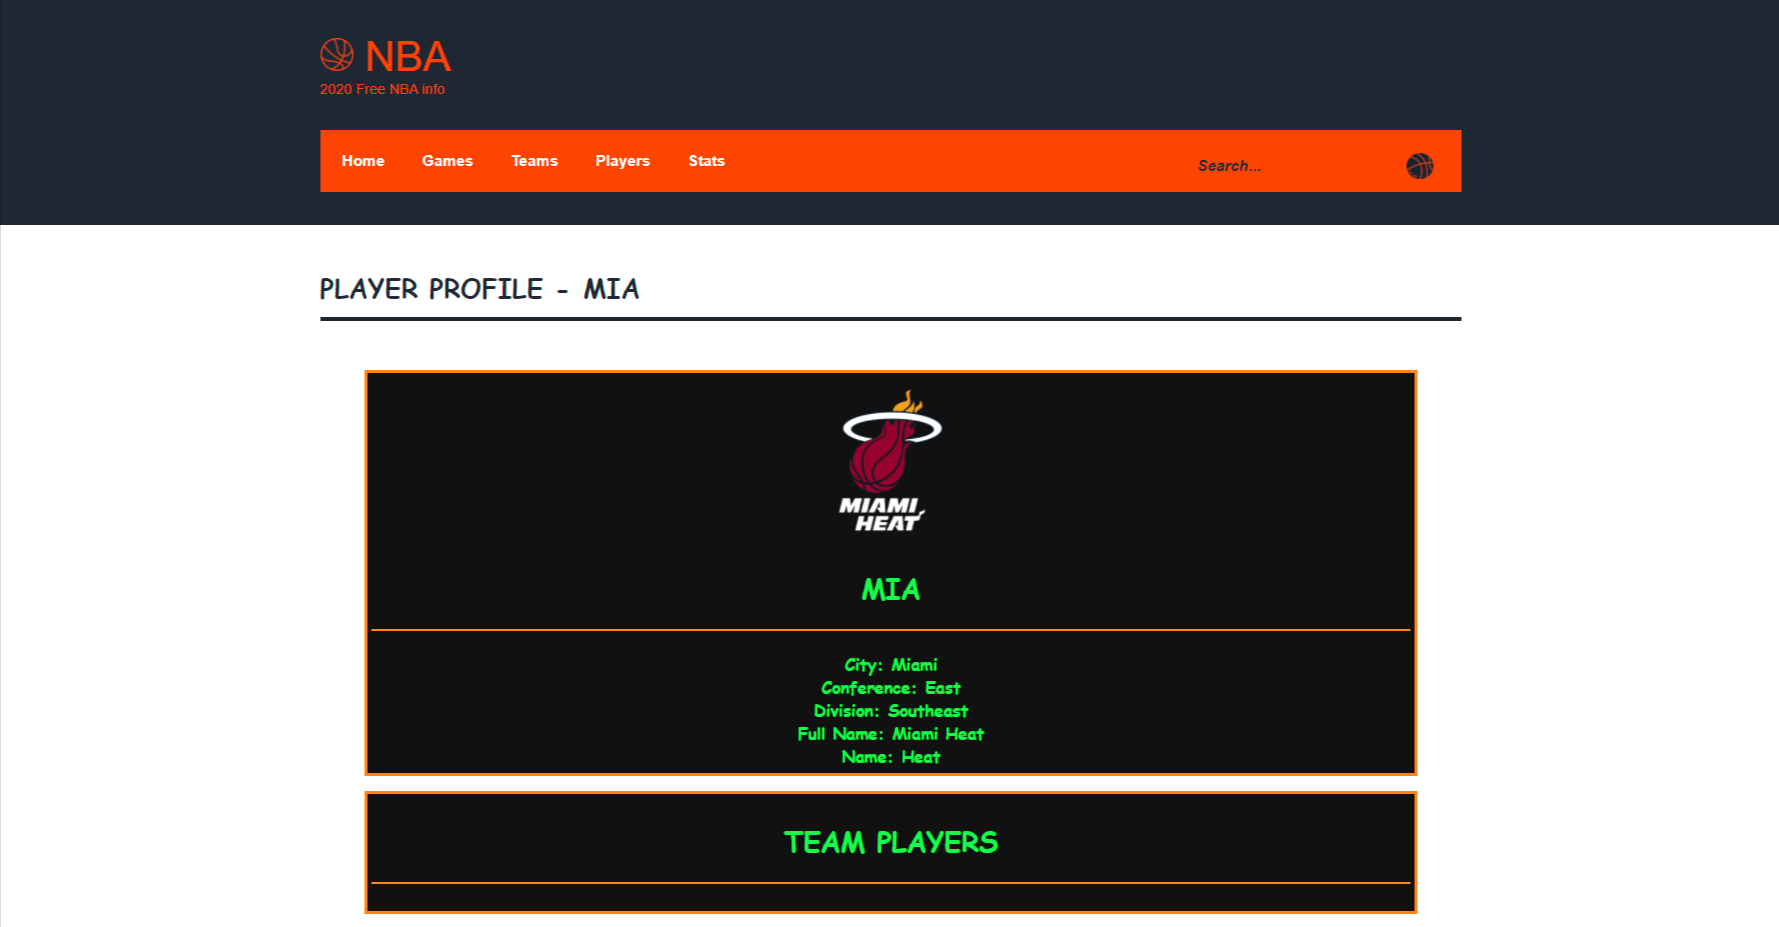 NBA
2020 Free NBA info
Home Games Teams Players Stats Search...
PLAYER PROFILE - MIA
MIAMI
HEAT
MIA
City: Miami
Conference: East
Division: Southeast
Full Name: Miami Heat
Name: Heat
TEAM PLAYERS